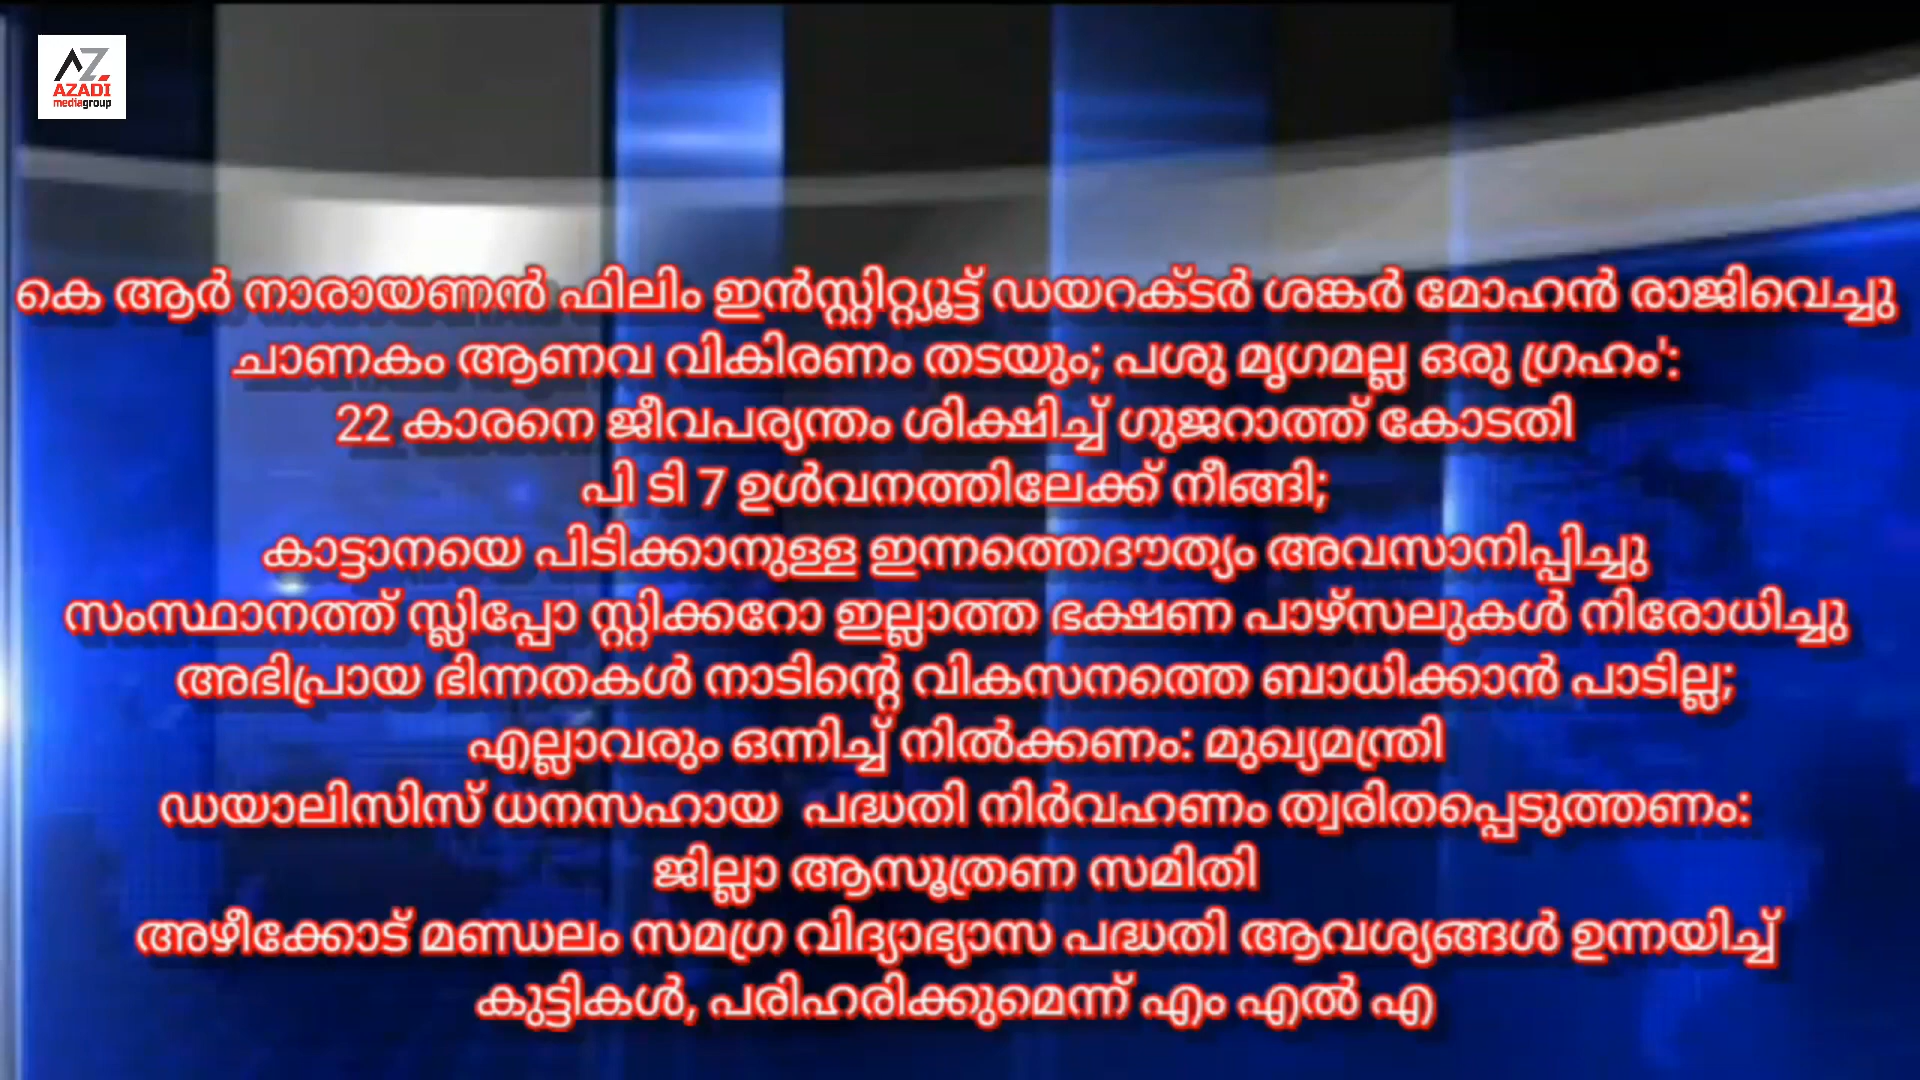 AZ
AZADI
mediagroup
കെ ആർ നാരായണൻ ഫിലിം ഇൻസ്റ്റിറ്റ്യൂട്ട് ഡയറക്ടർ ശങ്കർ മോഹൻ രാജിവെച്ചു
ചാണകം ആണവ വികിരണം തടയും; പശു മൃഗമല്ല ഒരു ഗ്രഹം':
22 കാരനെ ജീവപര്യന്തം ശിക്ഷിച്ച് ഗുജറാത്ത് കോടതി
പി ടി 7 ഉൾവനത്തിലേക്ക് നീങ്ങി;
കാട്ടാനയെ പിടിക്കാനുള്ള ഇന്നത്തെദൗത്യം അവസാനിപ്പിച്ചു
സംസ്ഥാനത്ത് സ്ലിപ്പോ സ്റ്റിക്കറോ ഇല്ലാത്ത ഭക്ഷണ പാഴ്സലുകൾ നിരോധിച്ചു
അഭിപ്രായ ഭിന്നതകൾ നാടിന്റെ വികസനത്തെ ബാധിക്കാൻ പാടില്ല;
എല്ലാവരും ഒന്നിച്ച് നിൽക്കണം: മുഖ്യമന്ത്രി
ഡയാലിസിസ് ധനസഹായ പദ്ധതി നിർവഹണം ത്വരിതപ്പെടുത്തണം:
ജില്ലാ ആസൂത്രണ സമിതി
അഴീക്കോട് മണ്ഡലം സമഗ്ര വിദ്യാഭ്യാസ പദ്ധതി ആവശ്യങ്ങൾ ഉന്നയിച്ച്
കുട്ടികൾ, പരിഹരിക്കുമെന്ന് എം എൽ എ